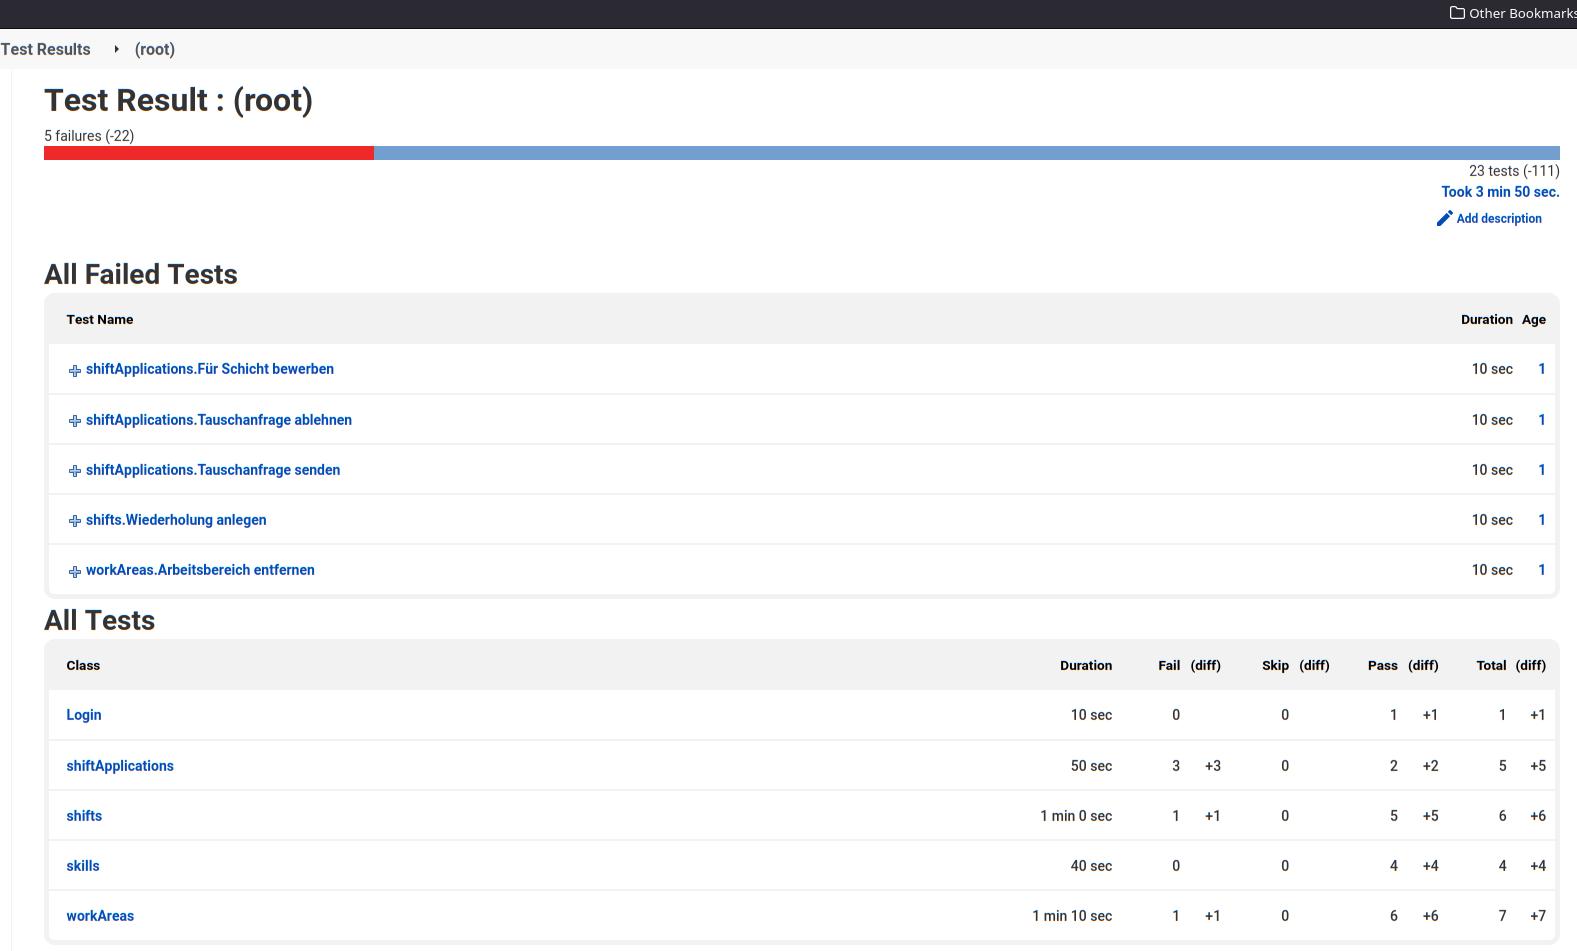 Other Bookmarks
Test Results (root)
Test Result : (root)
5 failures (-22)
23 tests (-111)
Took 3 min 50 sec.
Add description
All Failed Tests
Test Name Duration Age
shiftApplications.Für Schicht bewerben 10 sec 1
shiftApplications.Tauschanfrage ablehnen 10 sec 1
shiftApplications.Tauschanfrage senden 10 sec 1
shifts.Wiederholung anlegen 10 sec 1
workAreas.Arbeitsbereich entfernen 10 sec 1
All Tests
Class Duration Fail (diff) Skip (diff) Pass (diff) Total (diff)
Login 10 sec 0 0 1 +1 1 +1
shiftApplications 50 sec 3 +3 0 2 +2 5 +5
shifts 1 min 0 sec 1 +1 0 5 +5 6 +6
skills 40 sec 0 0 4 +4 4 +4
workAreas 1 min 10 sec 1 +1 0 6 +6 7 +7